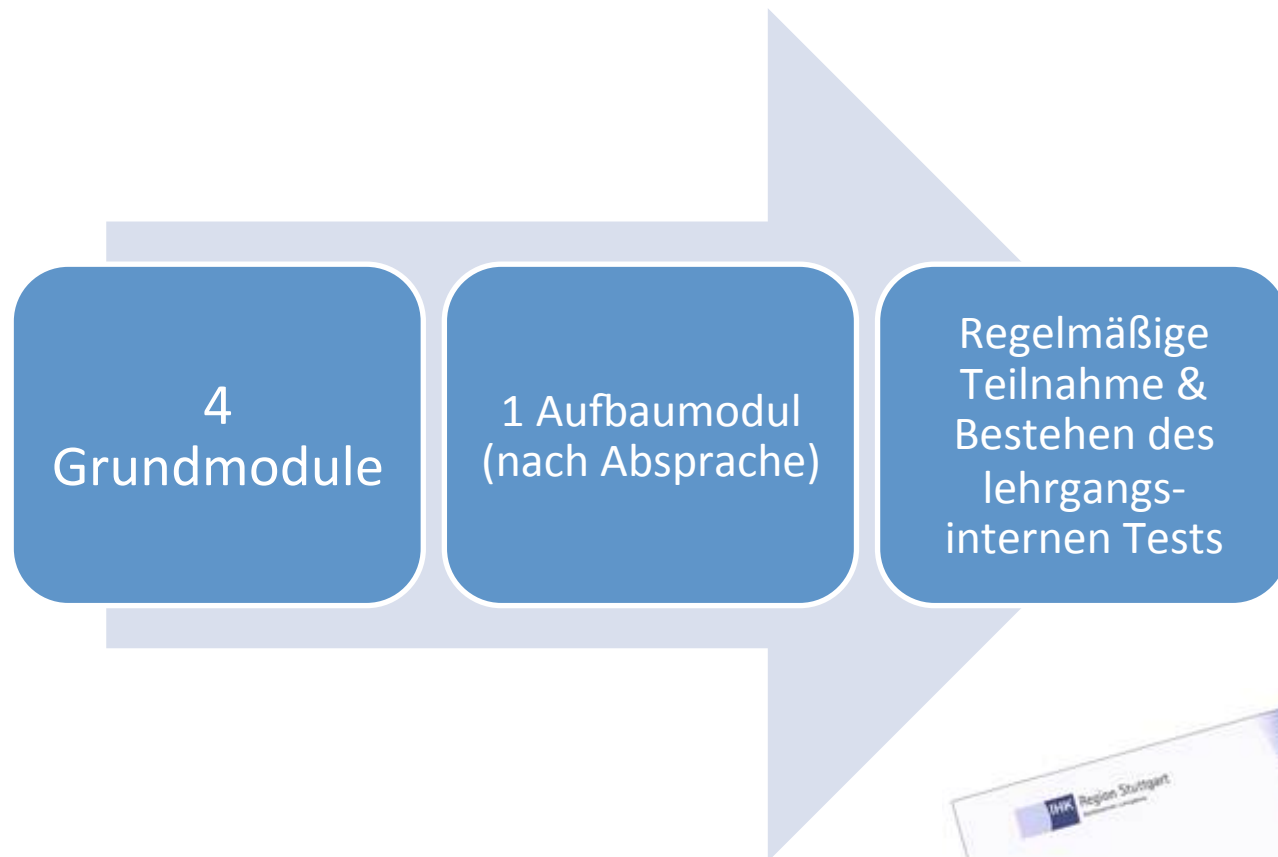 4
Grundmodule
1 Aufbaumodul
(nach Absprache)
Regelmäßige
Teilnahme &
Bestehen des
lehrgangs-
internen Tests
IHK Region Stuttgart